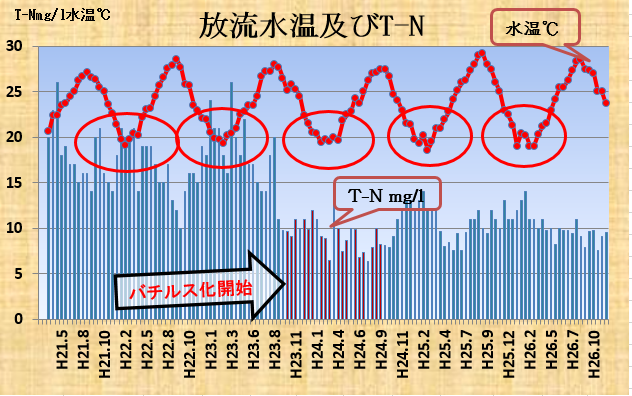 T-Nmg/l水温℃
放流水温及びT-N
水温℃
30
25
20
15
10
5
0
T-N mg/l
バチルス化開始
H21.5
H21.8
H21.10
H22.2
H22.5
H22.8
H22.10
H23.1
H23.3
H23.6
H23.8
H23.11
H24.1
H24.4
H24.6
H24.9
H24.11
H25.2
H25.4
H25.7
H25.9
H25.12
H26.2
H26.5
H26.7
H26.10